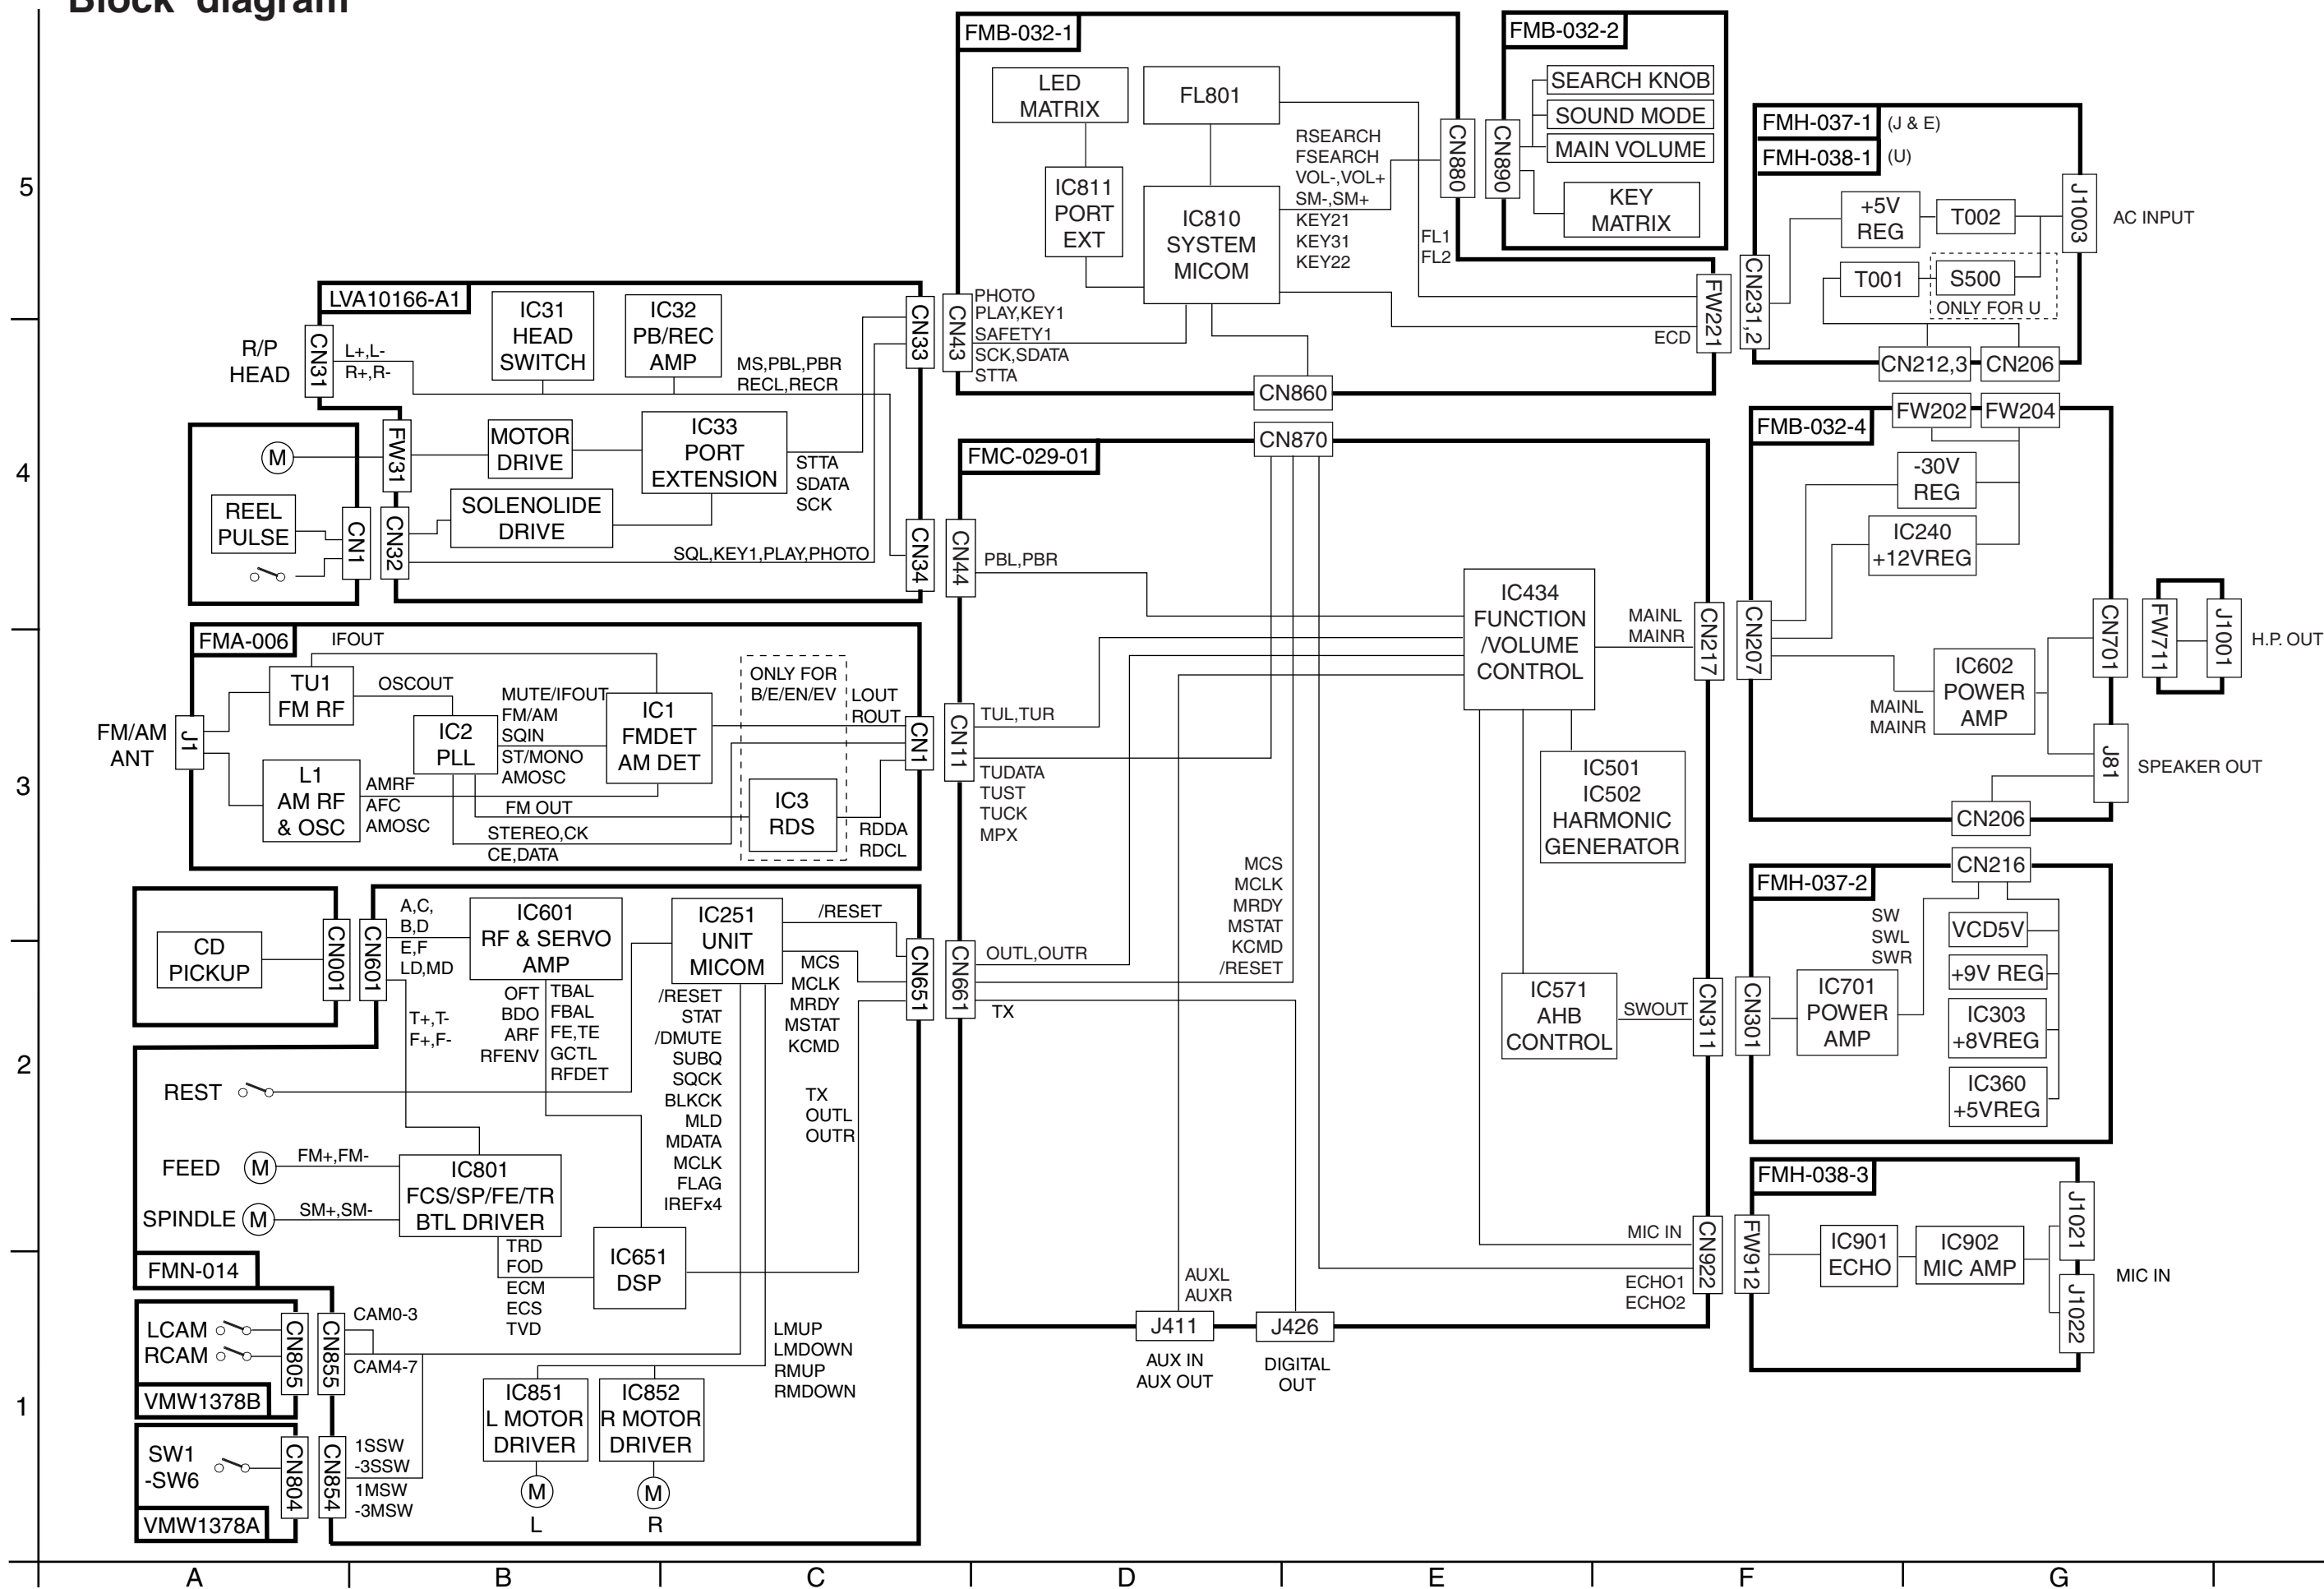 Block diagram
5
4
3
2
1
A
B
C
D
E
F
G
FMB-032-1
LED
MATRIX
FL801
IC811
PORT
EXT
IC810
SYSTEM
MICOM
RSEARCH
FSEARCH
VOL-,VOL+
SM-,SM+
KEY21
KEY31
KEY22
FL1
FL2
CN880
PHOTO
PLAY,KEY1
SAFETY1
SCK,SDATA
STTA
CN43
ECD
FW221
CN860
FMB-032-2
SEARCH KNOB
SOUND MODE
MAIN VOLUME
KEY
MATRIX
CN890
FMH-037-1
(J & E)
FMH-038-1
(U)
+5V
REG
T002
T001
S500
ONLY FOR U
J1003
AC INPUT
CN231,2
CN212,3
CN206
LVA10166-A1
IC31
HEAD
SWITCH
IC32
PB/REC
AMP
R/P
HEAD
CN31
L+,L-
R+,R-
MS,PBL,PBR
RECL,RECR
CN33
M
FW31
MOTOR
DRIVE
IC33
PORT
EXTENSION
STTA
SDATA
SCK
REEL
PULSE
CN1
CN32
SOLENOLIDE
DRIVE
SQL,KEY1,PLAY,PHOTO
CN34
FMC-029-01
CN870
CN44
PBL,PBR
IC434
FUNCTION
/VOLUME
CONTROL
MAINL
MAINR
CN217
CN11
TUL,TUR
TUDATA
TUST
TUCK
MPX
IC501
IC502
HARMONIC
GENERATOR
MCS
MCLK
MRDY
MSTAT
KCMD
/RESET
CN661
OUTL,OUTR
TX
IC571
AHB
CONTROL
SWOUT
CN311
MIC IN
CN922
ECHO1
ECHO2
AUXL
AUXR
J411
J426
AUX IN
AUX OUT
DIGITAL
OUT
FMB-032-4
FW202
FW204
-30V
REG
IC240
+12VREG
CN207
IC602
POWER
AMP
MAINL
MAINR
CN701
J81
SPEAKER OUT
CN206
FW711
J1001
H.P. OUT
FMA-006
IFOUT
TU1
FM RF
OSCOUT
FM/AM
ANT
J1
L1
AM RF
& OSC
IC2
PLL
MUTE/IFOUT
FM/AM
SQIN
ST/MONO
AMOSC
IC1
FMDET
AM DET
ONLY FOR
B/E/EN/EV
LOUT
ROUT
CN1
AMRF
AFC
AMOSC
FM OUT
STEREO,CK
CE,DATA
IC3
RDS
RDDA
RDCL
CN216
FMH-037-2
SW
SWL
SWR
VCD5V
+9V REG
IC303
+8VREG
IC360
+5VREG
CN301
IC701
POWER
AMP
FMH-038-3
FW912
IC901
ECHO
IC902
MIC AMP
J1021
J1022
MIC IN
CD
PICKUP
CN001
CN601
A,C,
B,D
E,F
LD,MD
IC601
RF & SERVO
AMP
IC251
UNIT
MICOM
/RESET
CN651
MCS
MCLK
MRDY
MSTAT
KCMD
T+,T-
F+,F-
OFT
BDO
ARF
RFENV
TBAL
FBAL
FE,TE
GCTL
RFDET
/RESET
STAT
/DMUTE
SUBQ
SQCK
BLKCK
MLD
MDATA
MCLK
FLAG
IREFx4
TX
OUTL
OUTR
REST
FEED
M
FM+,FM-
SPINDLE
M
SM+,SM-
IC801
FCS/SP/FE/TR
BTL DRIVER
TRD
FOD
ECM
ECS
TVD
IC651
DSP
FMN-014
LCAM
RCAM
CN805
CN855
CAM0-3
CAM4-7
VMW1378B
SW1
-SW6
CN804
CN854
1SSW
-3SSW
1MSW
-3MSW
VMW1378A
LMUP
LMDOWN
RMUP
RMDOWN
IC851
L MOTOR
DRIVER
IC852
R MOTOR
DRIVER
M
L
M
R